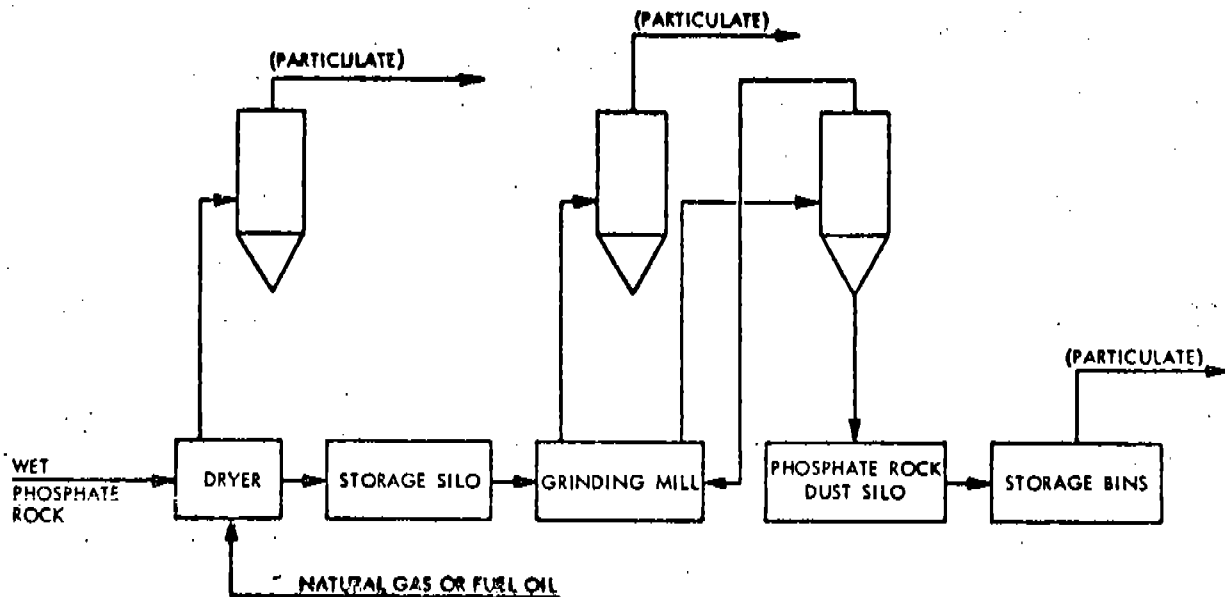 (PARTICULATE)
(PARTICULATE)
(PARTICULATE)
WET
PHOSPHATE
ROCK
DRYER
STORAGE SILO
GRINDING MILL
PHOSPHATE ROCK
DUST SILO
STORAGE BINS
NATURAL GAS OR FUEL OIL